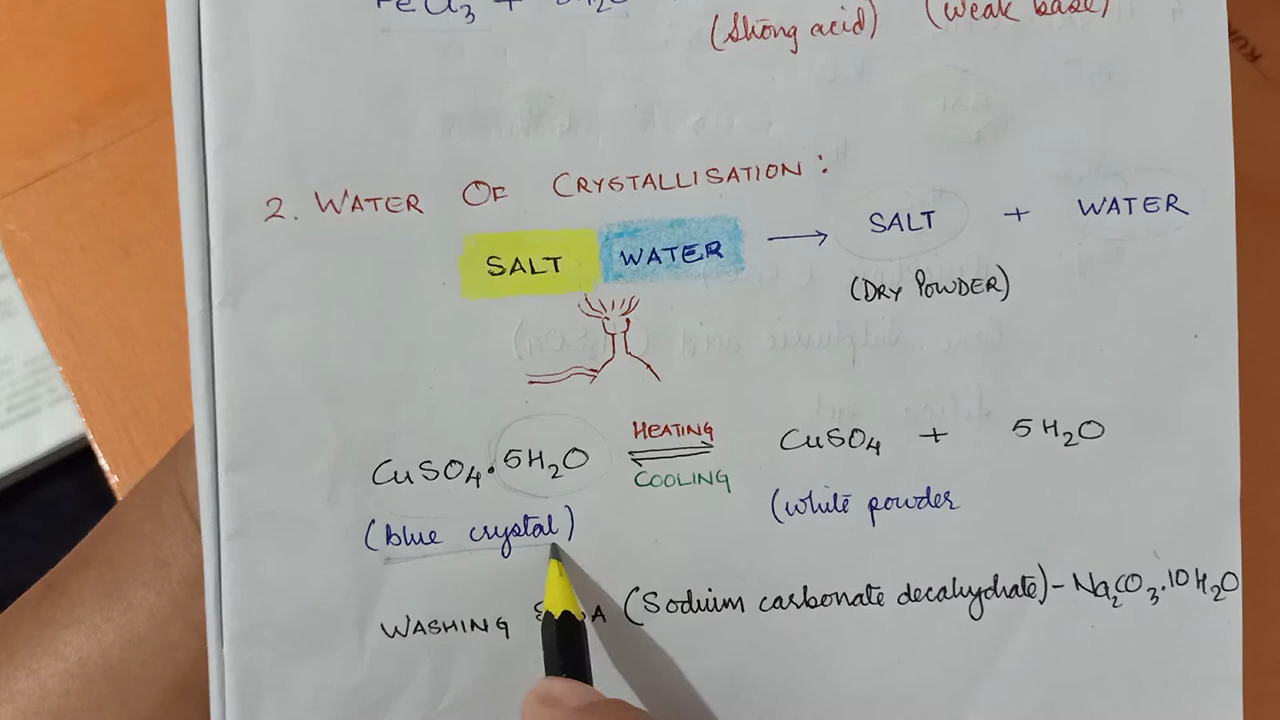 FeCl3 +
(Strong acid) (Weak base)
2. WATER OF CRYSTALLISATION:
SALT WATER → SALT + WATER
(DRY POWDER)
CuSO4.5H2O HEATING ⇌ COOLING CuSO4 + 5H2O
(blue crystal) (white powder
WASHING (Sodium carbonate decahydrate) - Na2CO3.10H2O